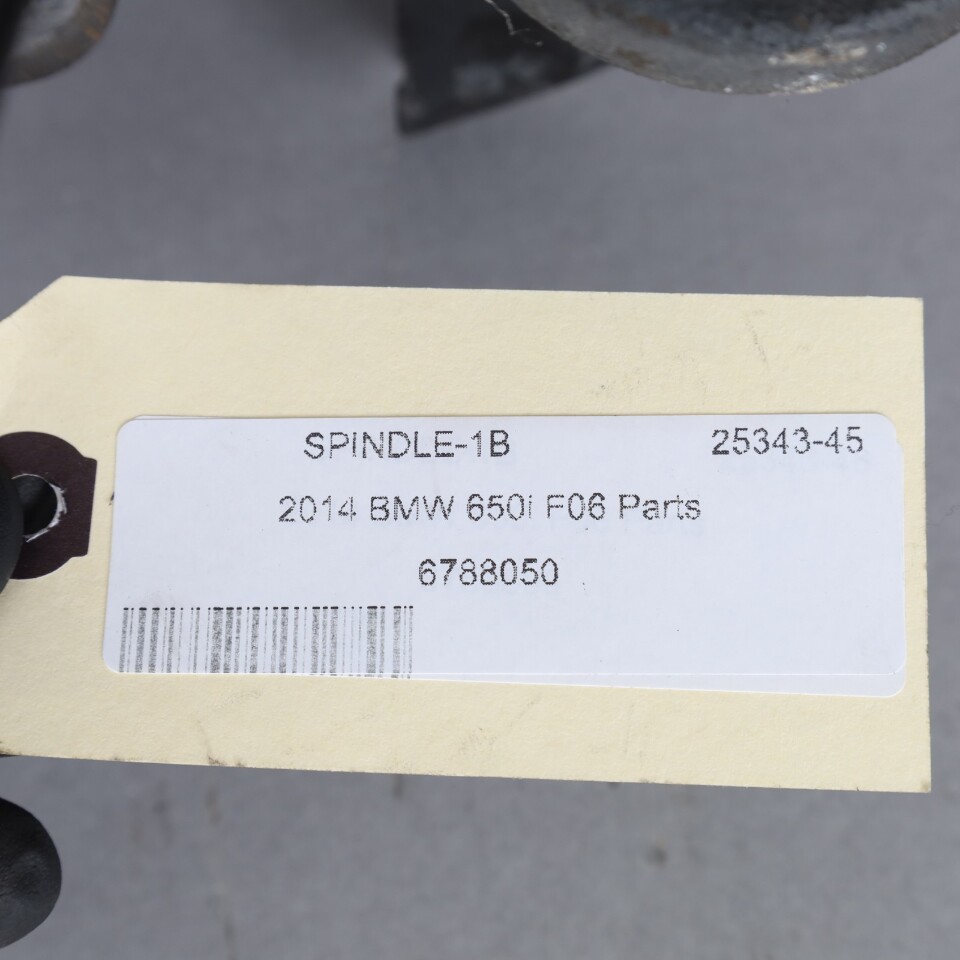 SPINDLE-1B 25343-45
2014 BMW 650i F06 Parts
6788050